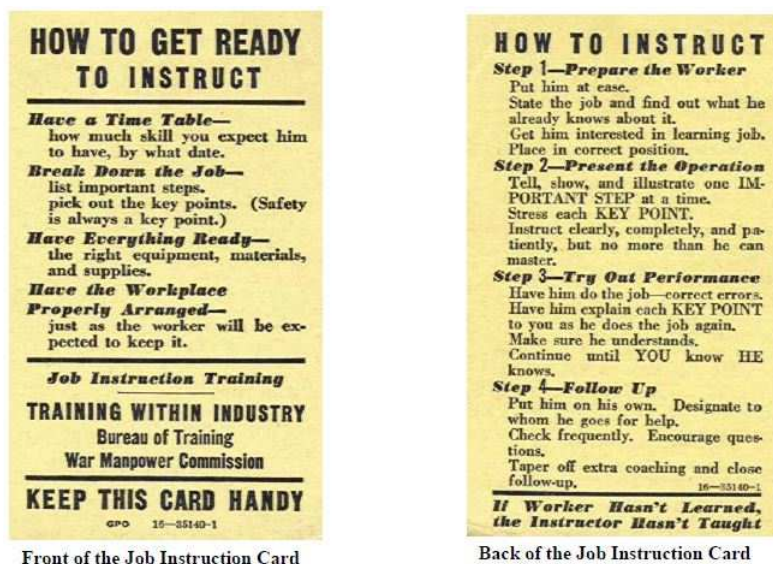 HOW TO GET READY
TO INSTRUCT
Have a Time Table—
how much skill you expect him
to have, by what date.
Break Down the Job—
list important steps.
pick out the key points. (Safety
is always a key point.)
Have Everything Ready—
the right equipment, materials,
and supplies.
Have the Workplace
Properly Arranged—
just as the worker will be ex-
pected to keep it.
Job Instruction Training
TRAINING WITHIN INDUSTRY
Bureau of Training
War Manpower Commission
KEEP THIS CARD HANDY
GPO 16—35140-1
Front of the Job Instruction Card
HOW TO INSTRUCT
Step 1—Prepare the Worker
Put him at ease.
State the job and find out what he
already knows about it.
Get him interested in learning job.
Place in correct position.
Step 2—Present the Operation
Tell, show, and illustrate one IM-
PORTANT STEP at a time.
Stress each KEY POINT.
Instruct clearly, completely, and pa-
tiently, but no more than he can
master.
Step 3—Try Out Performance
Have him do the job—correct errors.
Have him explain each KEY POINT
to you as he does the job again.
Make sure he understands.
Continue until YOU know HE
knows.
Step 4—Follow Up
Put him on his own. Designate to
whom he goes for help.
Check frequently. Encourage ques-
tions.
Taper off extra coaching and close
follow-up. 16—35140-1
If Worker Hasn't Learned,
the Instructor Hasn't Taught
Back of the Job Instruction Card